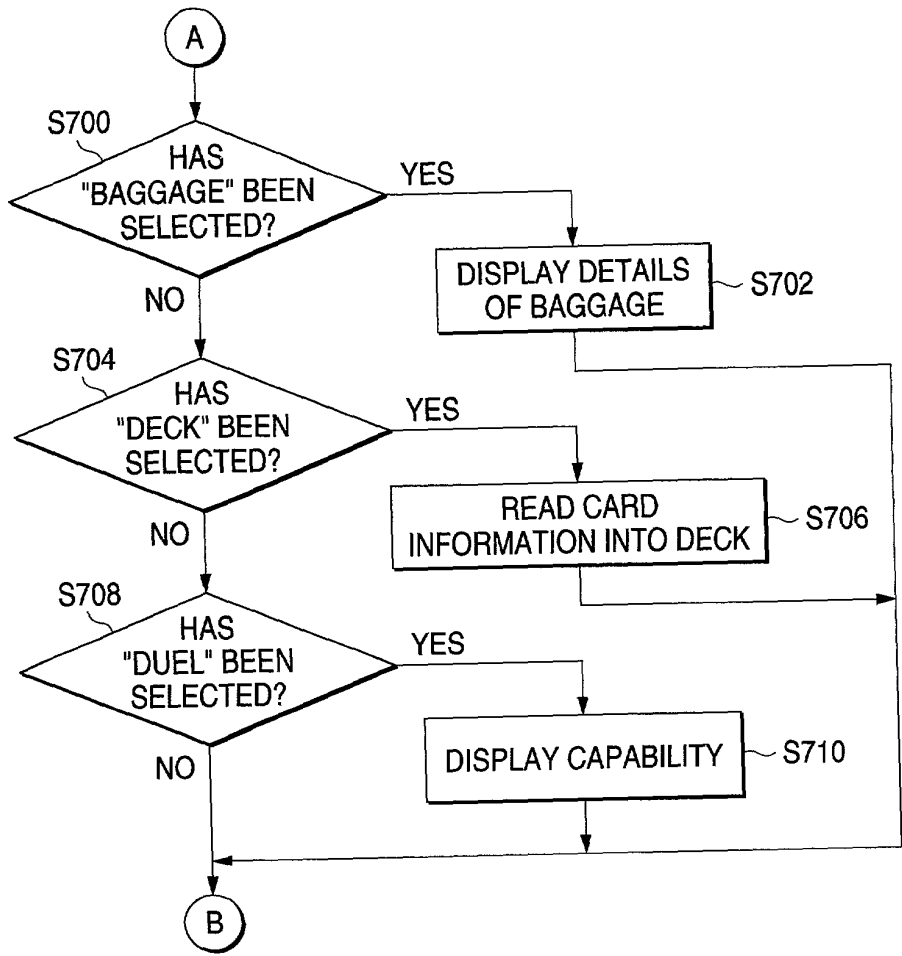 A
S700
HAS
"BAGGAGE" BEEN
SELECTED?
YES
NO
DISPLAY DETAILS
OF BAGGAGE
S702
S704
HAS
"DECK" BEEN
SELECTED?
YES
NO
READ CARD
INFORMATION INTO DECK
S706
S708
HAS
"DUEL" BEEN
SELECTED?
YES
NO
DISPLAY CAPABILITY
S710
B